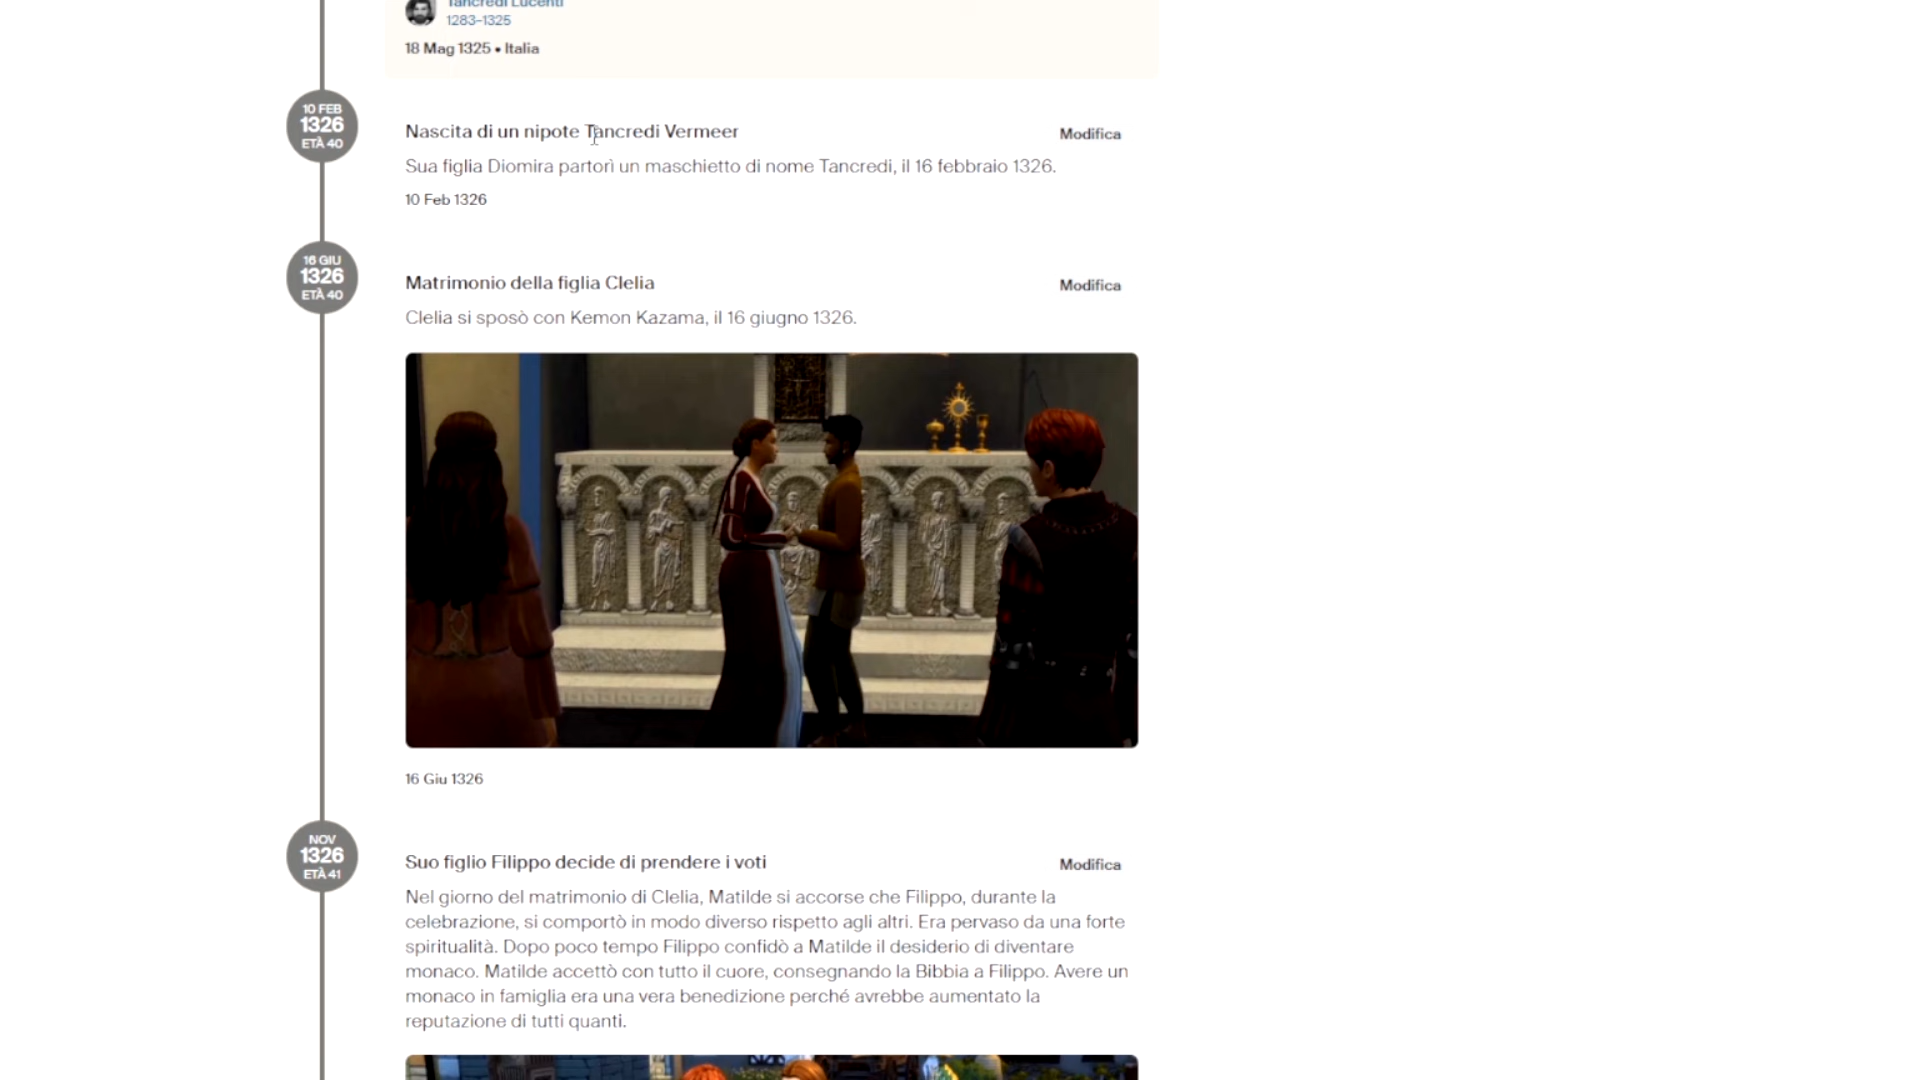 Tancredi Lucenti
1283–1325
18 Mag 1325 • Italia
10 FEB
1326
ETÀ 40
Nascita di un nipote Tancredi Vermeer
Modifica
Sua figlia Diomira partorì un maschietto di nome Tancredi, il 16 febbraio 1326.
10 Feb 1326
16 GIU
1326
ETÀ 40
Matrimonio della figlia Clelia
Modifica
Clelia si sposò con Kemon Kazama, il 16 giugno 1326.
16 Giu 1326
NOV
1326
ETÀ 41
Suo figlio Filippo decide di prendere i voti
Modifica
Nel giorno del matrimonio di Clelia, Matilde si accorse che Filippo, durante la
celebrazione, si comportò in modo diverso rispetto agli altri. Era pervaso da una forte
spiritualità. Dopo poco tempo Filippo confidò a Matilde il desiderio di diventare
monaco. Matilde accettò con tutto il cuore, consegnando la Bibbia a Filippo. Avere un
monaco in famiglia era una vera benedizione perché avrebbe aumentato la
reputazione di tutti quanti.